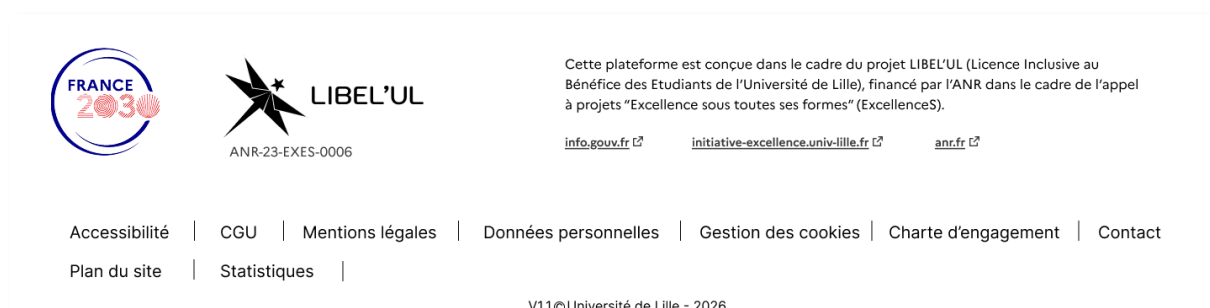 FRANCE
2030
LIBEL’UL
ANR-23-EXES-0006
Cette plateforme est conçue dans le cadre du projet LIBEL’UL (Licence Inclusive au
Bénéfice des Etudiants de l’Université de Lille), financé par l’ANR dans le cadre de l’appel
à projets “Excellence sous toutes ses formes” (ExcellenceS).
info.gouv.fr initiative-excellence.univ-lille.fr anr.fr
Accessibilité | CGU | Mentions légales | Données personnelles | Gestion des cookies | Charte d’engagement | Contact
Plan du site | Statistiques |
V1.1©Université de Lille - 2026